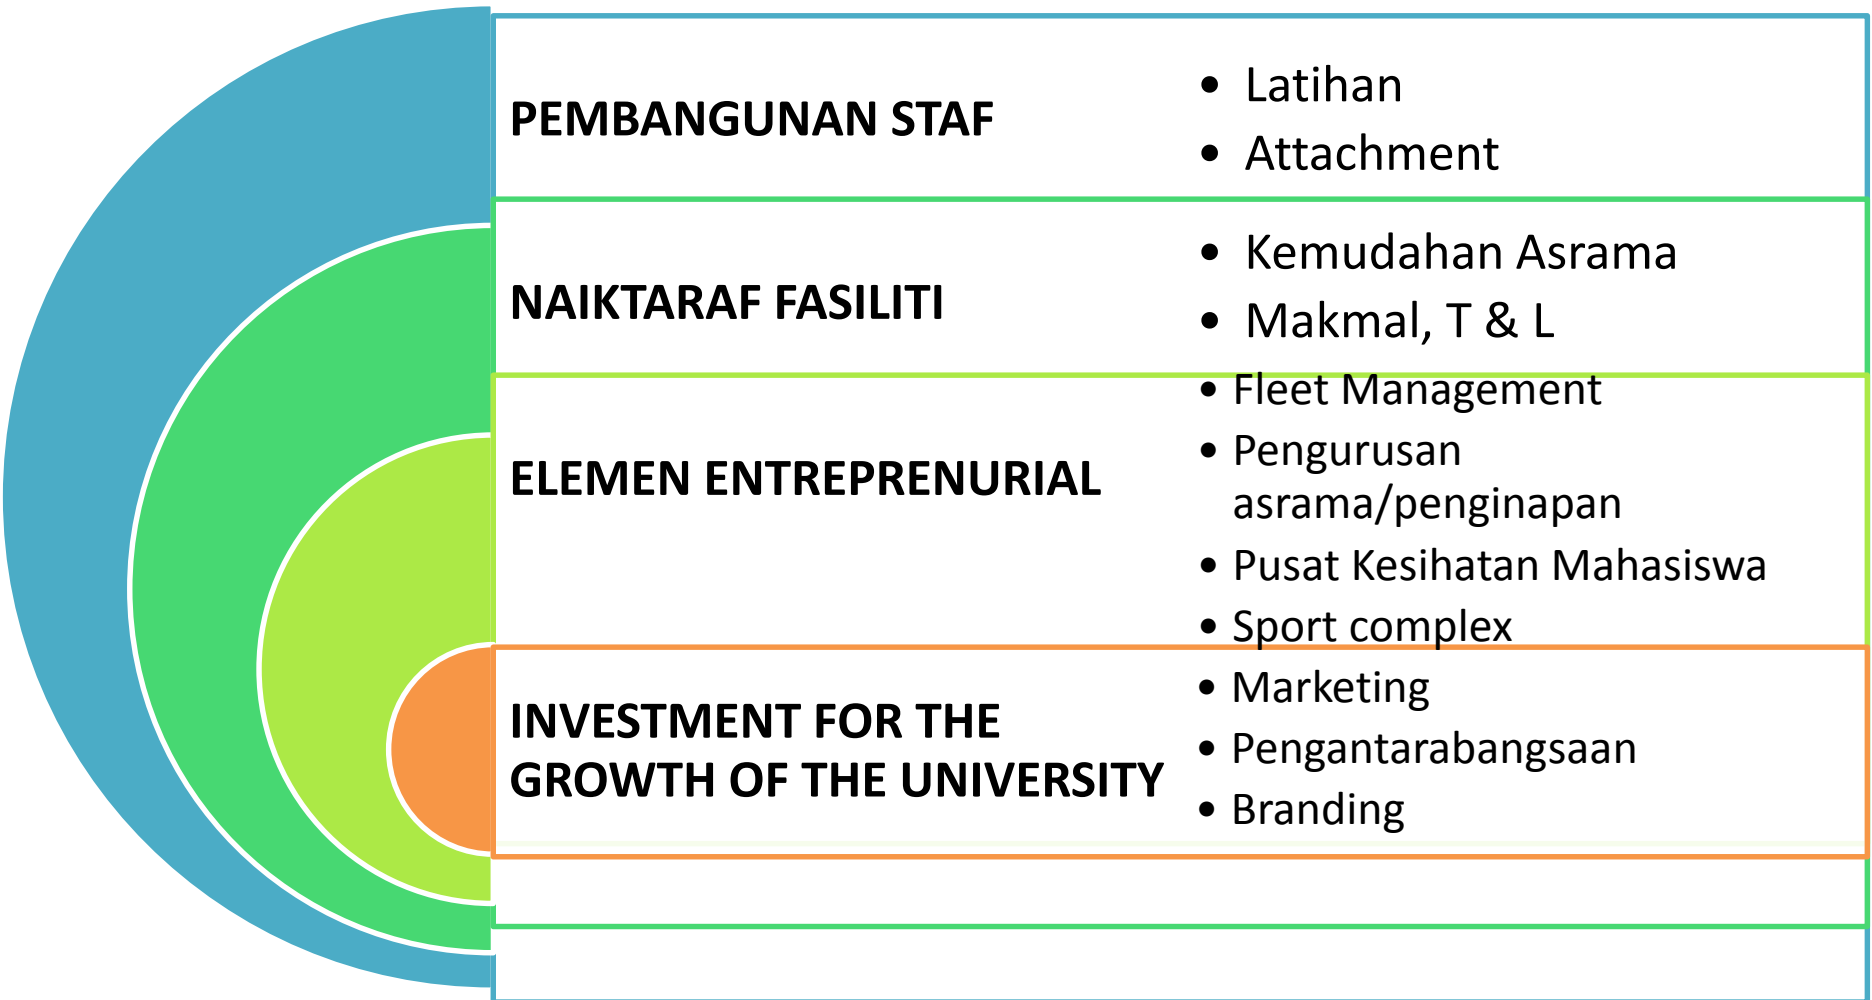 PEMBANGUNAN STAF
• Latihan
• Attachment
NAIKTARAF FASILITI
• Kemudahan Asrama
• Makmal, T & L
ELEMEN ENTREPRENURIAL
• Fleet Management
• Pengurusan
asrama/penginapan
• Pusat Kesihatan Mahasiswa
• Sport complex
INVESTMENT FOR THE
GROWTH OF THE UNIVERSITY
• Marketing
• Pengantarabangsaan
• Branding